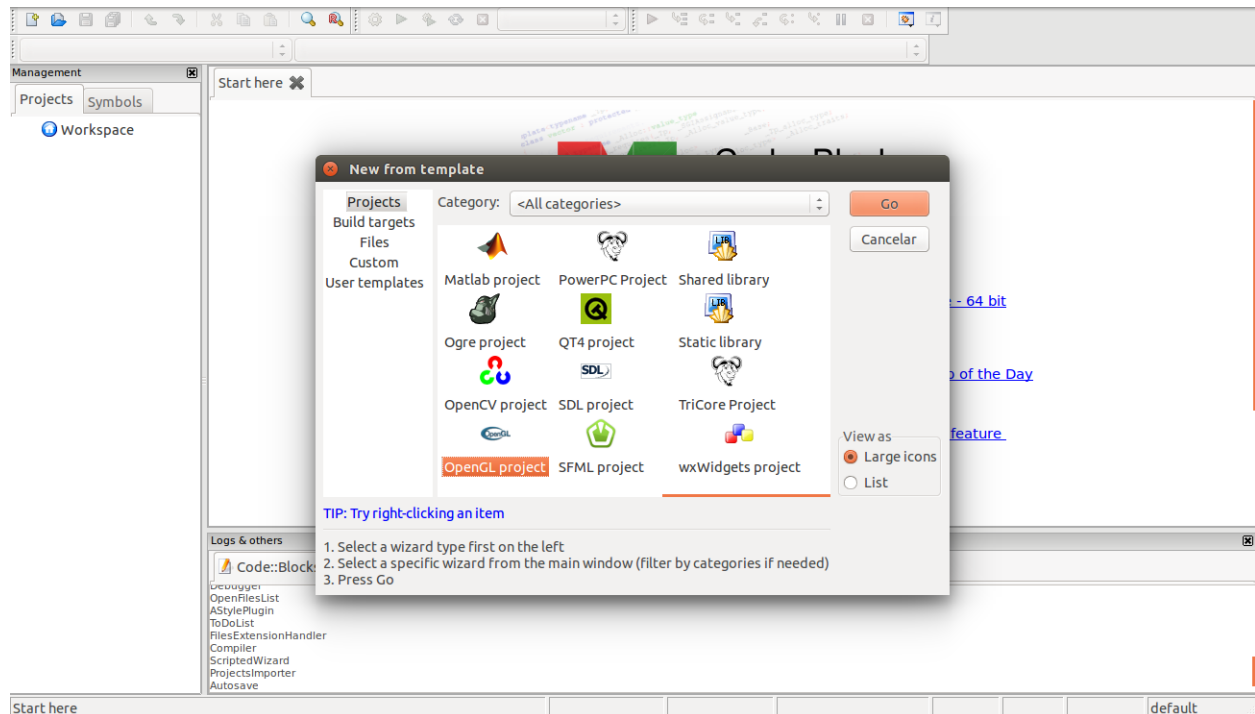 Management
Projects
Symbols
Workspace
Start here
New from template
Projects
Build targets
Files
Custom
User templates
Category: <All categories>
Go
Cancelar
Matlab project PowerPC Project Shared library
Ogre project QT4 project Static library
OpenCV project SDL project TriCore Project
OpenGL project SFML project wxWidgets project
View as
Large icons
List
TIP: Try right-clicking an item
1. Select a wizard type first on the left
2. Select a specific wizard from the main window (filter by categories if needed)
3. Press Go
- 64 bit
of the Day
feature
Logs & others
Code::Block
Debugger
OpenFilesList
AStylePlugin
ToDoList
FilesExtensionHandler
Compiler
ScriptedWizard
ProjectsImporter
Autosave
Start here
default